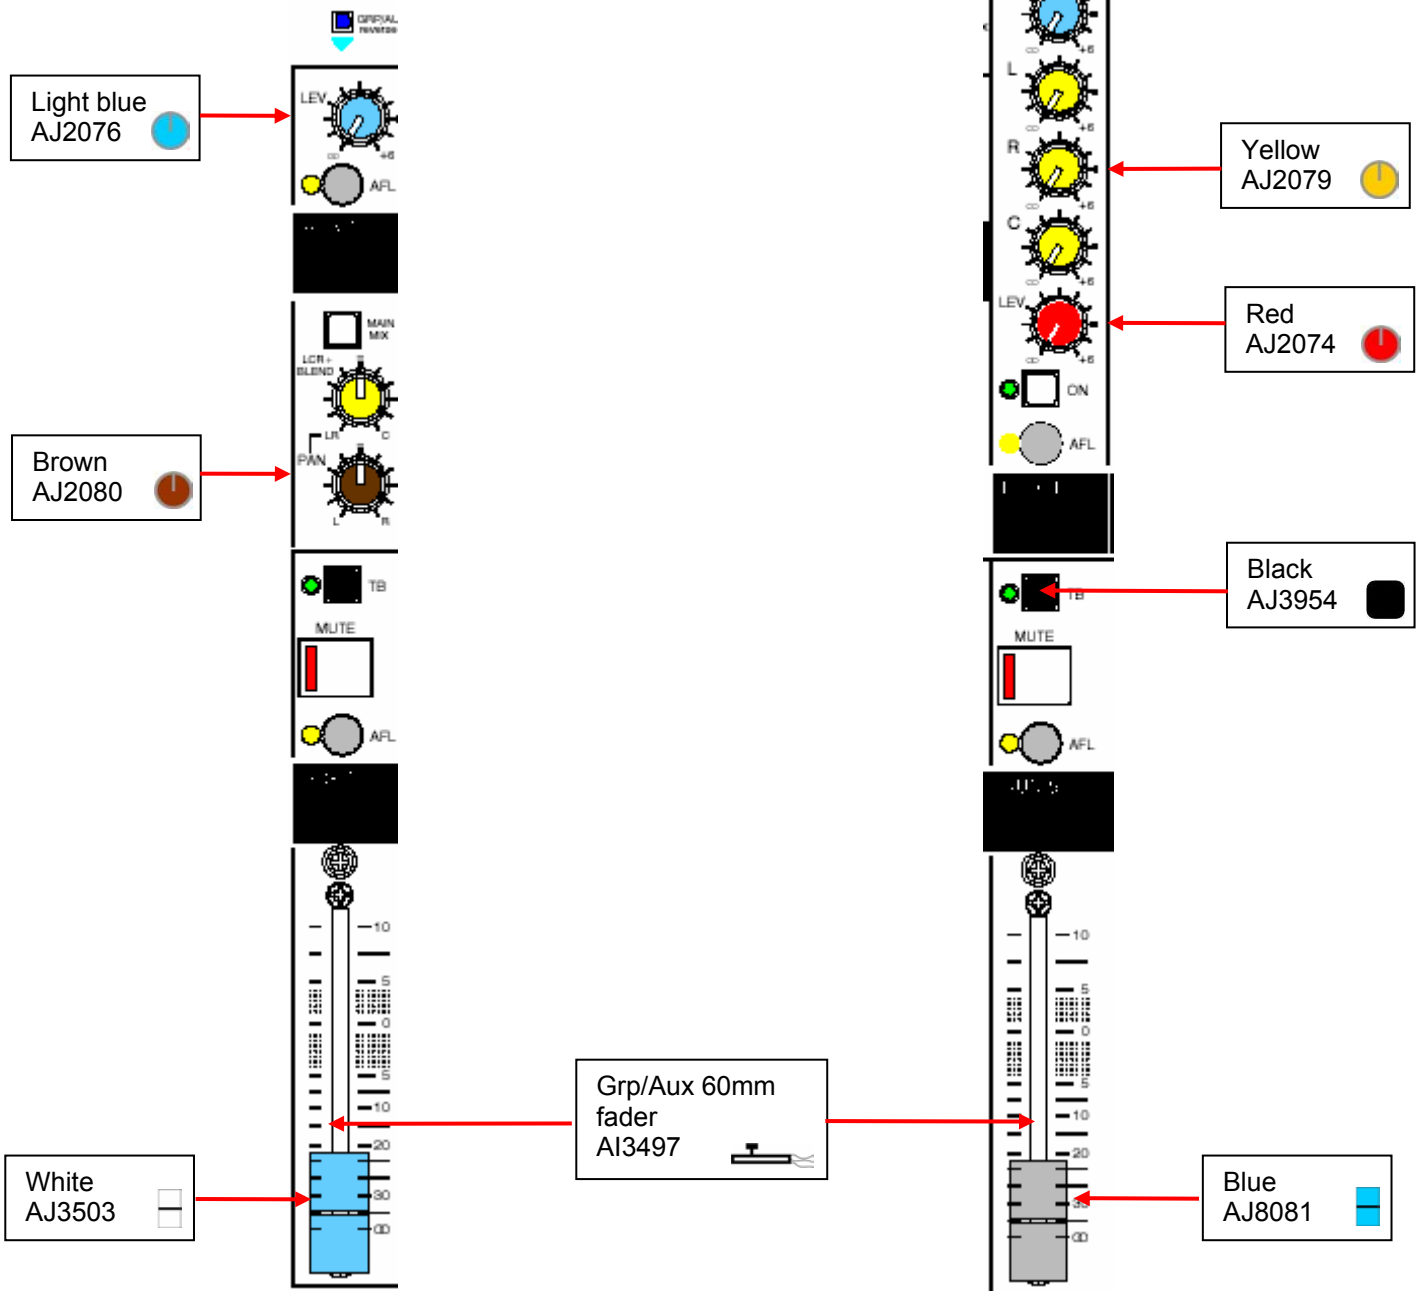 GRP/AU
reverse
Light blue
AJ2076
LEV
∞
+6
AFL
MAIN
MIX
LCR+
BLEND
LR
C
PAN
Brown
AJ2080
L
R
TB
MUTE
AFL
10
5
0
5
10
20
30
∞
White
AJ3503
Grp/Aux 60mm
fader
AI3497
∞
+6
L
∞
+6
R
∞
+6
C
∞
+6
LEV
∞
+6
ON
AFL
Yellow
AJ2079
Red
AJ2074
TB
Black
AJ3954
MUTE
AFL
10
5
0
5
10
20
30
∞
Blue
AJ8081